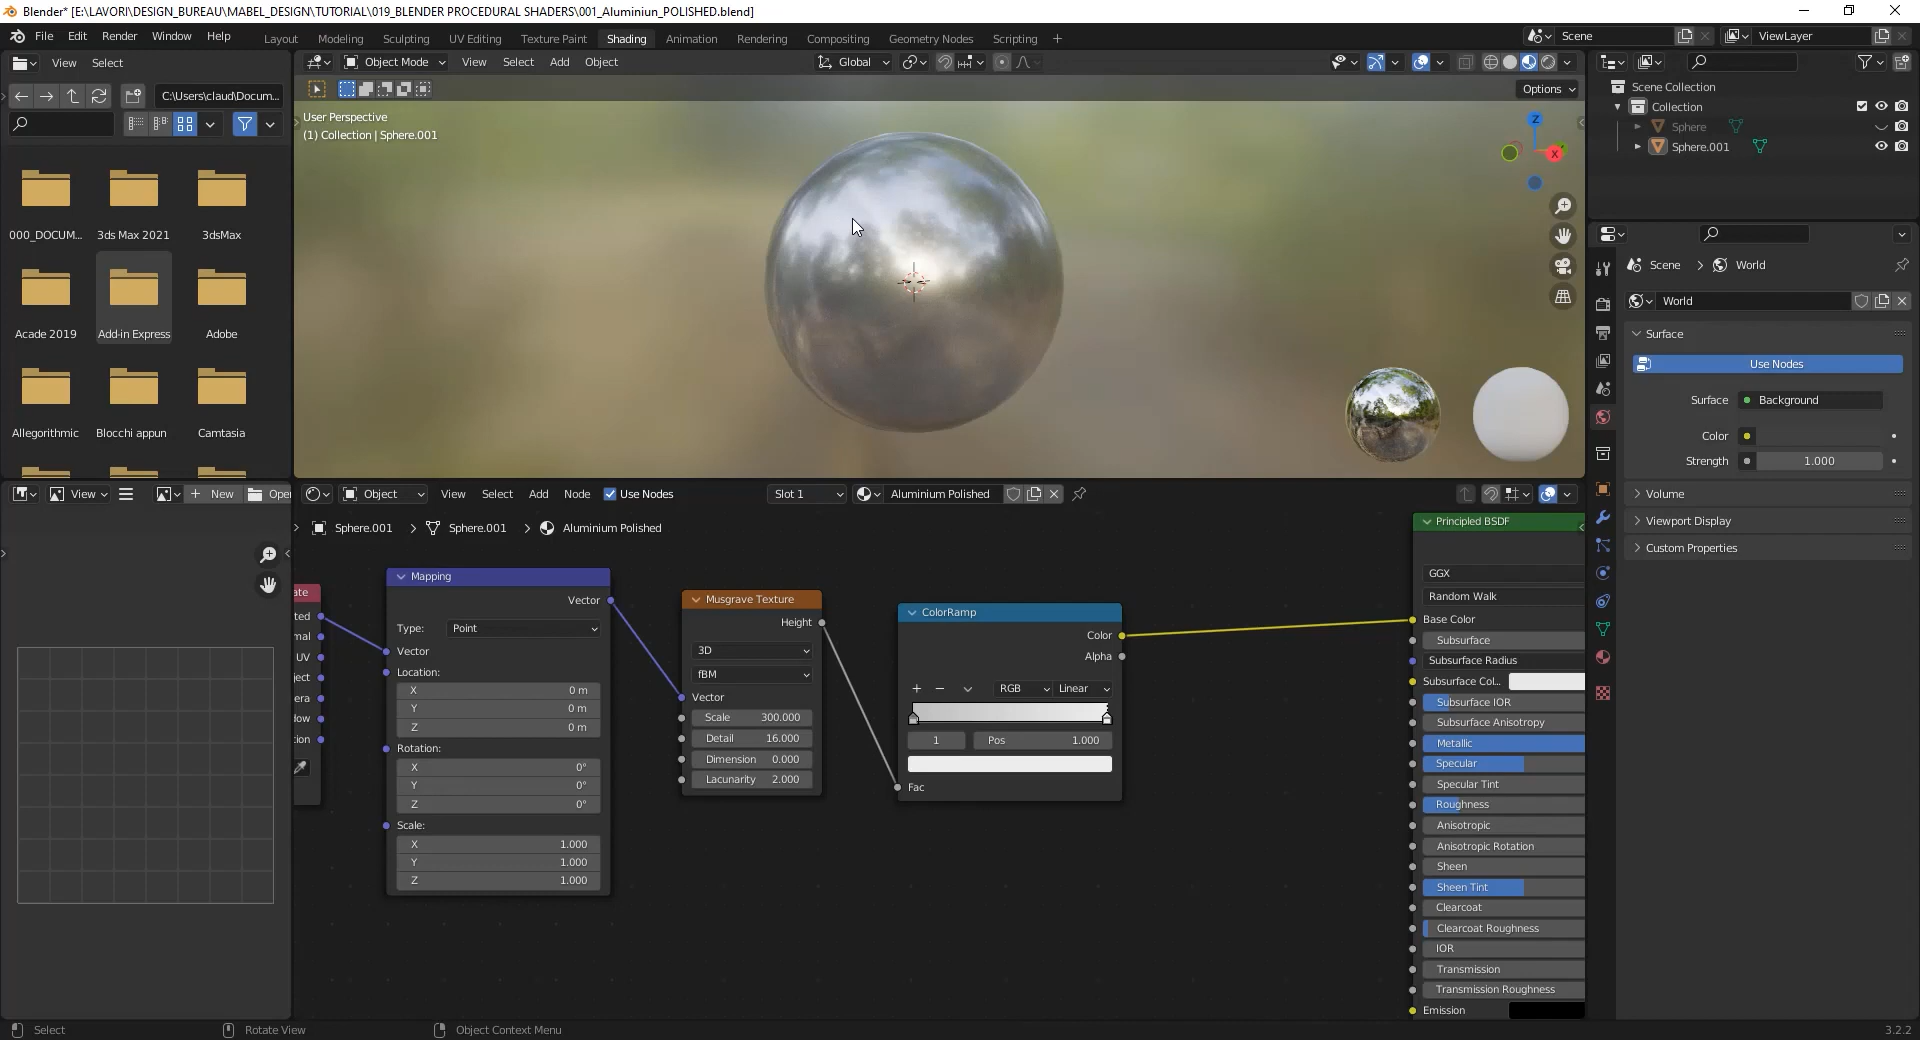 Blender* [E:\LAVORI\DESIGN_BUREAU\MABEL_DESIGN\TUTORIAL\019_BLENDER PROCEDURAL SHADERS\001_Aluminiun_POLISHED.blend]
File Edit Render Window Help Layout Modeling Sculpting UV Editing Texture Paint Shading Animation Rendering Compositing Geometry Nodes Scripting + Scene ViewLayer
View Select Object Mode View Select Add Object Global
C:\Users\claud\Docum... Options
User Perspective
(1) Collection | Sphere.001
Z
X
000_DOCUM... 3ds Max 2021 3dsMax
Acade 2019 Add-in Express Adobe
Allegorithmic Blocchi appun Camtasia
Scene Collection
Collection
Sphere
Sphere.001
Scene > World
World
Surface
Use Nodes
Surface Background
Color
Strength 1.000
Volume
Viewport Display
Custom Properties
View + New Open
Object View Select Add Node Use Nodes Slot 1 Aluminium Polished
Sphere.001 > Sphere.001 > Aluminium Polished
ate
ted
mal
UV
ject
era
dow
tion
Mapping
Vector
Type: Point
Vector
Location:
X 0 m
Y 0 m
Z 0 m
Rotation:
X 0°
Y 0°
Z 0°
Scale:
X 1.000
Y 1.000
Z 1.000
Musgrave Texture
Height
3D
fBM
Vector
Scale 300.000
Detail 16.000
Dimension 0.000
Lacunarity 2.000
ColorRamp
Color
Alpha
+ − RGB Linear
1 Pos 1.000
Fac
Principled BSDF
GGX
Random Walk
Base Color
Subsurface
Subsurface Radius
Subsurface Col...
Subsurface IOR
Subsurface Anisotropy
Metallic
Specular
Specular Tint
Roughness
Anisotropic
Anisotropic Rotation
Sheen
Sheen Tint
Clearcoat
Clearcoat Roughness
IOR
Transmission
Transmission Roughness
Emission
Select Rotate View Object Context Menu 3.2.2